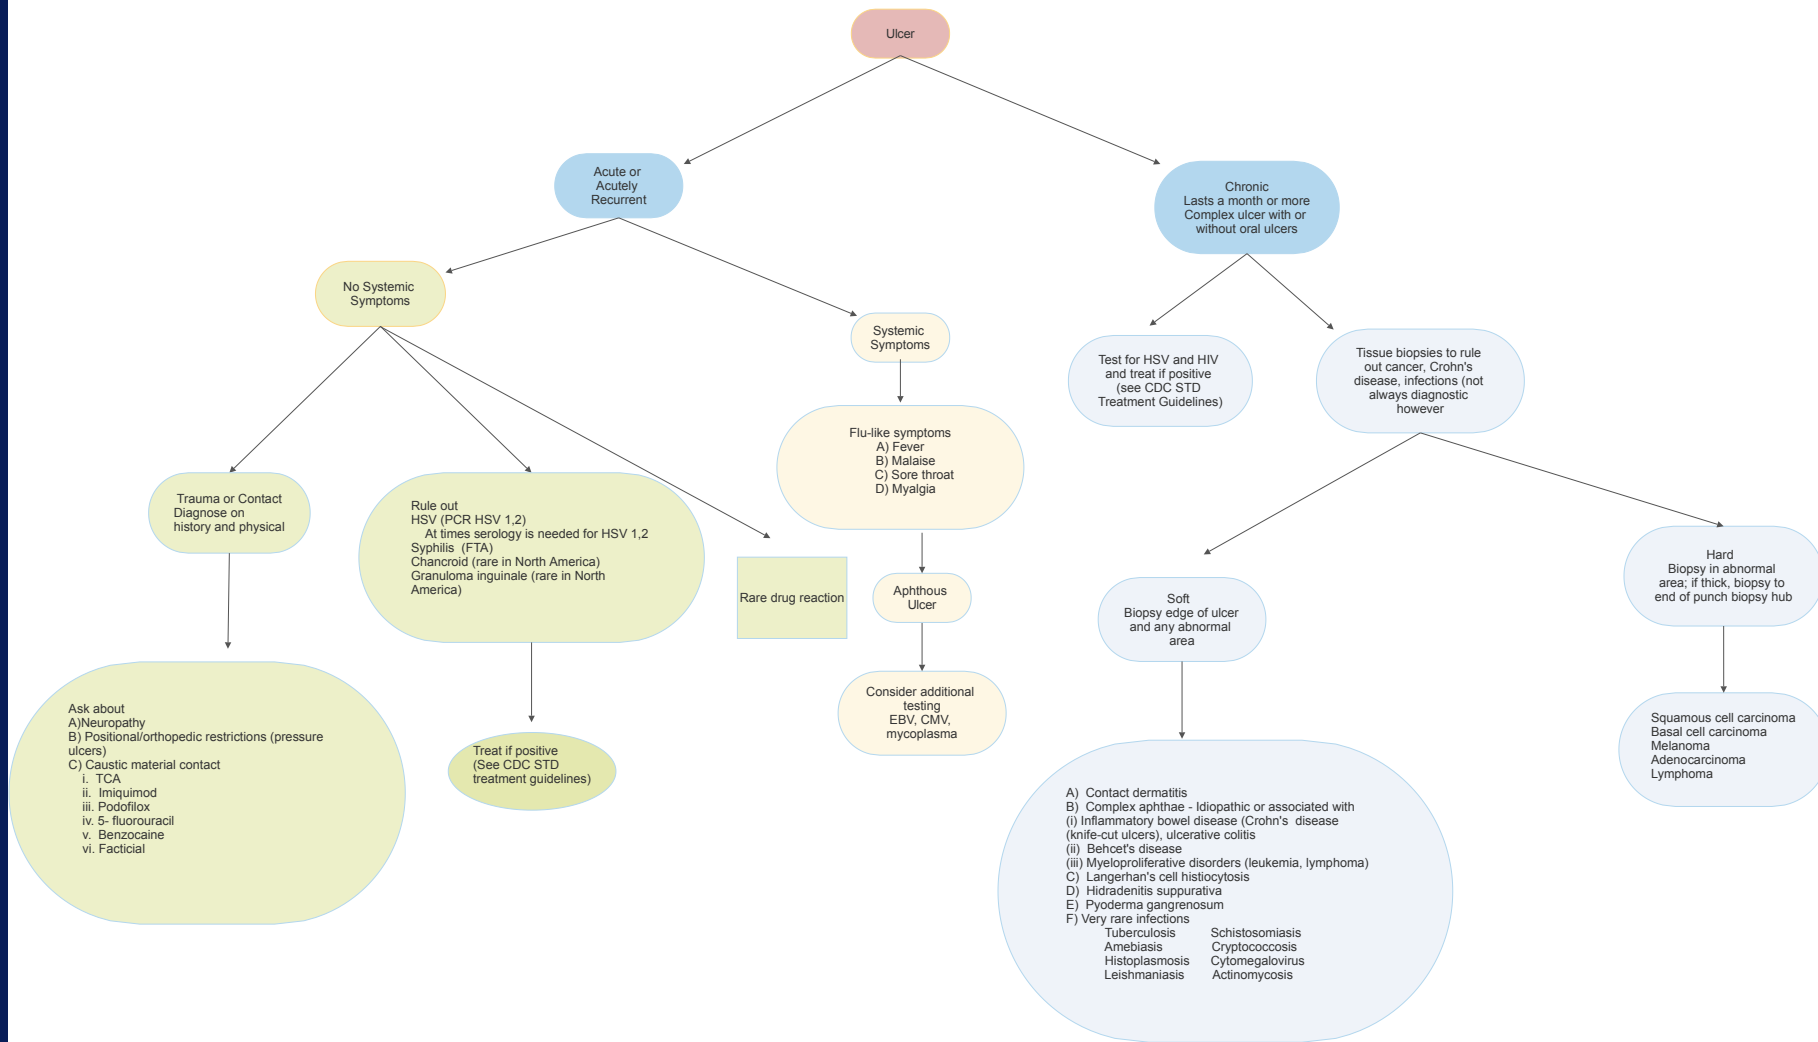 Ulcer
Acute or
Acutely
Recurrent
Chronic
Lasts a month or more
Complex ulcer with or
without oral ulcers
No Systemic
Symptoms
Systemic
Symptoms
Test for HSV and HIV
and treat if positive
(see CDC STD
Treatment Guidelines)
Tissue biopsies to rule
out cancer, Crohn's
disease, infections (not
always diagnostic
however
Flu-like symptoms
A) Fever
B) Malaise
C) Sore throat
D) Myalgia
Trauma or Contact
Diagnose on
history and physical
Rule out
HSV (PCR HSV 1,2)
At times serology is needed for HSV 1,2
Syphilis (FTA)
Chancroid (rare in North America)
Granuloma inguinale (rare in North
America)
Rare drug reaction
Aphthous
Ulcer
Soft
Biopsy edge of ulcer
and any abnormal
area
Hard
Biopsy in abnormal
area; if thick, biopsy to
end of punch biopsy hub
Ask about
A)Neuropathy
B) Positional/orthopedic restrictions (pressure
ulcers)
C) Caustic material contact
i. TCA
ii. Imiquimod
iii. Podofilox
iv. 5- fluorouracil
v. Benzocaine
vi. Facticial
Treat if positive
(See CDC STD
treatment guidelines)
Consider additional
testing
EBV, CMV,
mycoplasma
Squamous cell carcinoma
Basal cell carcinoma
Melanoma
Adenocarcinoma
Lymphoma
A) Contact dermatitis
B) Complex aphthae - Idiopathic or associated with
(i) Inflammatory bowel disease (Crohn's disease
(knife-cut ulcers), ulcerative colitis
(ii) Behcet's disease
(iii) Myeloproliferative disorders (leukemia, lymphoma)
C) Langerhan's cell histiocytosis
D) Hidradenitis suppurativa
E) Pyoderma gangrenosum
F) Very rare infections
Tuberculosis Schistosomiasis
Amebiasis Cryptococcosis
Histoplasmosis Cytomegalovirus
Leishmaniasis Actinomycosis